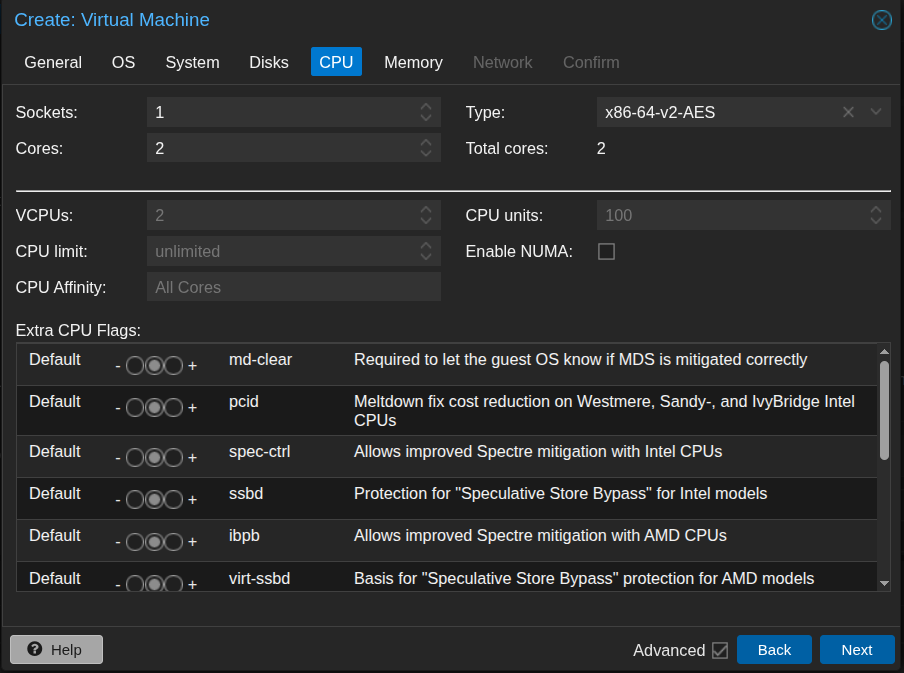 Create: Virtual Machine
General OS System Disks CPU Memory Network Confirm
Sockets: 1 Type: x86-64-v2-AES
Cores: 2 Total cores: 2
VCPUs: 2 CPU units: 100
CPU limit: unlimited Enable NUMA:
CPU Affinity: All Cores
Extra CPU Flags:
Default - + md-clear Required to let the guest OS know if MDS is mitigated correctly
Default - + pcid Meltdown fix cost reduction on Westmere, Sandy-, and IvyBridge Intel
CPUs
Default - + spec-ctrl Allows improved Spectre mitigation with Intel CPUs
Default - + ssbd Protection for "Speculative Store Bypass" for Intel models
Default - + ibpb Allows improved Spectre mitigation with AMD CPUs
Default - + virt-ssbd Basis for "Speculative Store Bypass" protection for AMD models
? Help Advanced Back Next